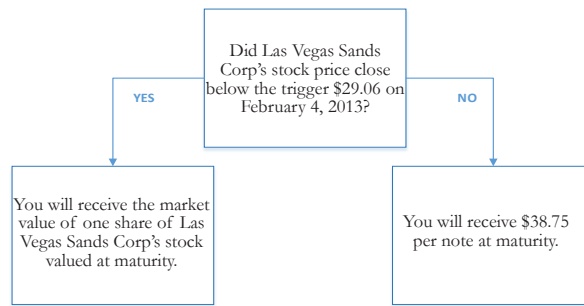 Did Las Vegas Sands
Corp's stock price close
below the trigger $29.06 on
February 4, 2013?
YES
NO
You will receive the market
value of one share of Las
Vegas Sands Corp's stock
valued at maturity.
You will receive $38.75
per note at maturity.